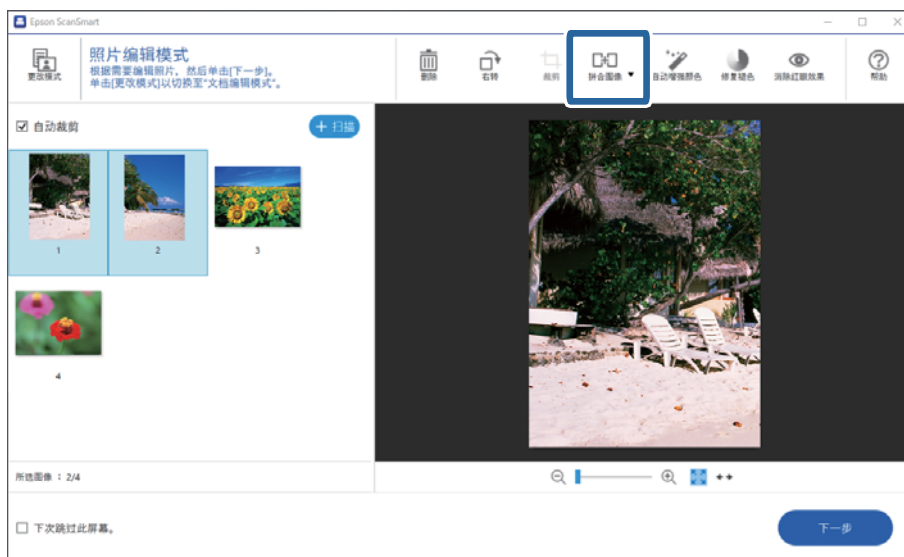 Epson ScanSmart
更改模式
照片编辑模式
根据需要编辑照片，然后单击[下一步]。
单击[更改模式]以切换至“文档编辑模式”。
删除
右转
裁剪
拼合图像
自动增强颜色
修复褪色
消除红眼效果
帮助
自动裁剪
+ 扫描
1
2
3
4
所选图像 : 2/4
下次跳过此屏幕。
下一步